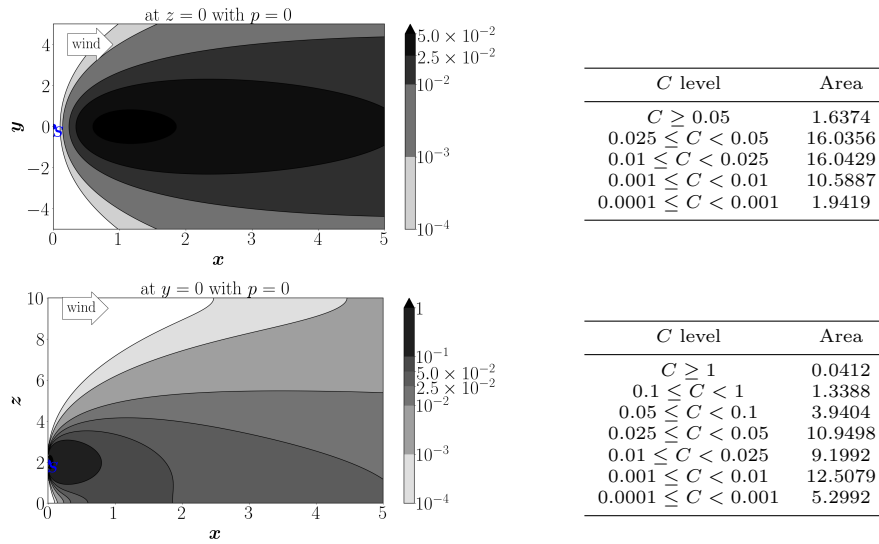 at z = 0 with p = 0
wind
S
y
4
2
0
−2
−4
0 1 2 3 4 5
x
5.0 × 10⁻²
2.5 × 10⁻²
10⁻²
10⁻³
10⁻⁴
C level Area
C ≥ 0.05 1.6374
0.025 ≤ C < 0.05 16.0356
0.01 ≤ C < 0.025 16.0429
0.001 ≤ C < 0.01 10.5887
0.0001 ≤ C < 0.001 1.9419
at y = 0 with p = 0
wind
S
z
10
8
6
4
2
0
0 1 2 3 4 5
x
1
10⁻¹
5.0 × 10⁻²
2.5 × 10⁻²
10⁻²
10⁻³
10⁻⁴
C level Area
C ≥ 1 0.0412
0.1 ≤ C < 1 1.3388
0.05 ≤ C < 0.1 3.9404
0.025 ≤ C < 0.05 10.9498
0.01 ≤ C < 0.025 9.1992
0.001 ≤ C < 0.01 12.5079
0.0001 ≤ C < 0.001 5.2992